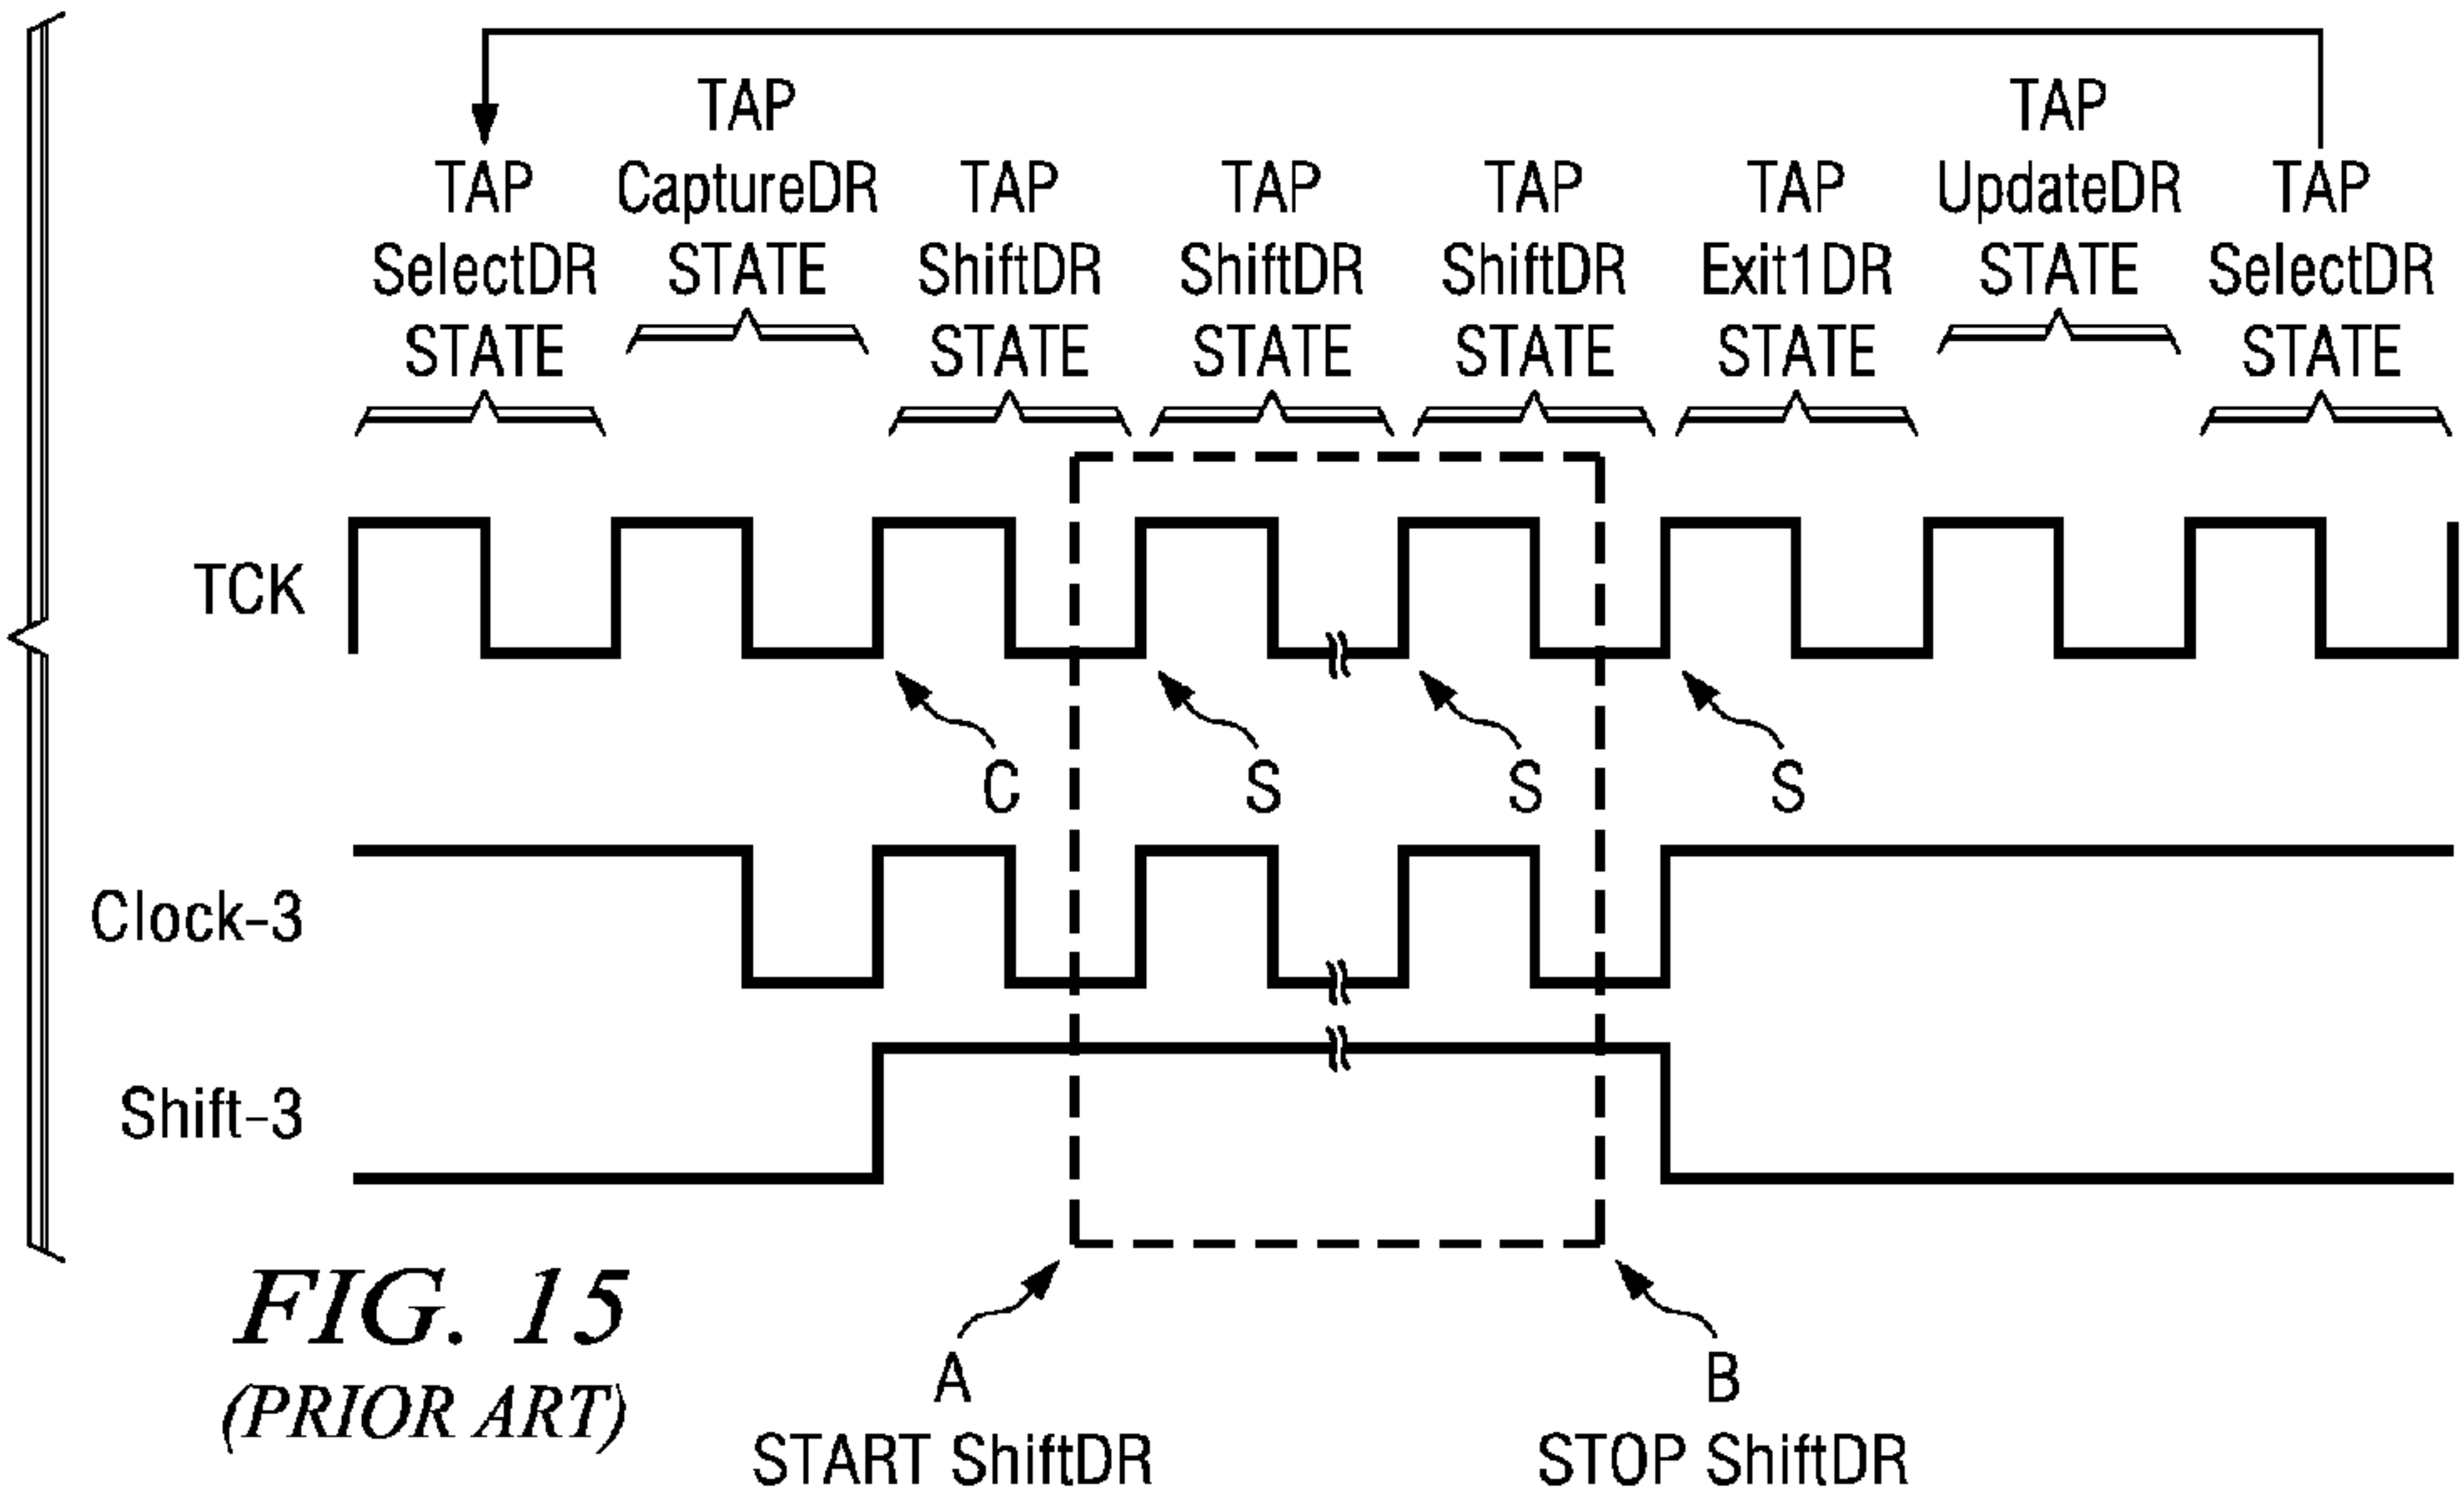 TAP
SelectDR
STATE
TAP
CaptureDR
STATE
TAP
ShiftDR
STATE
TAP
ShiftDR
STATE
TAP
ShiftDR
STATE
TAP
Exit1DR
STATE
TAP
UpdateDR
STATE
TAP
SelectDR
STATE
TCK
C
S
S
S
Clock-3
Shift-3
A
START ShiftDR
B
STOP ShiftDR
FIG. 15
(PRIOR ART)